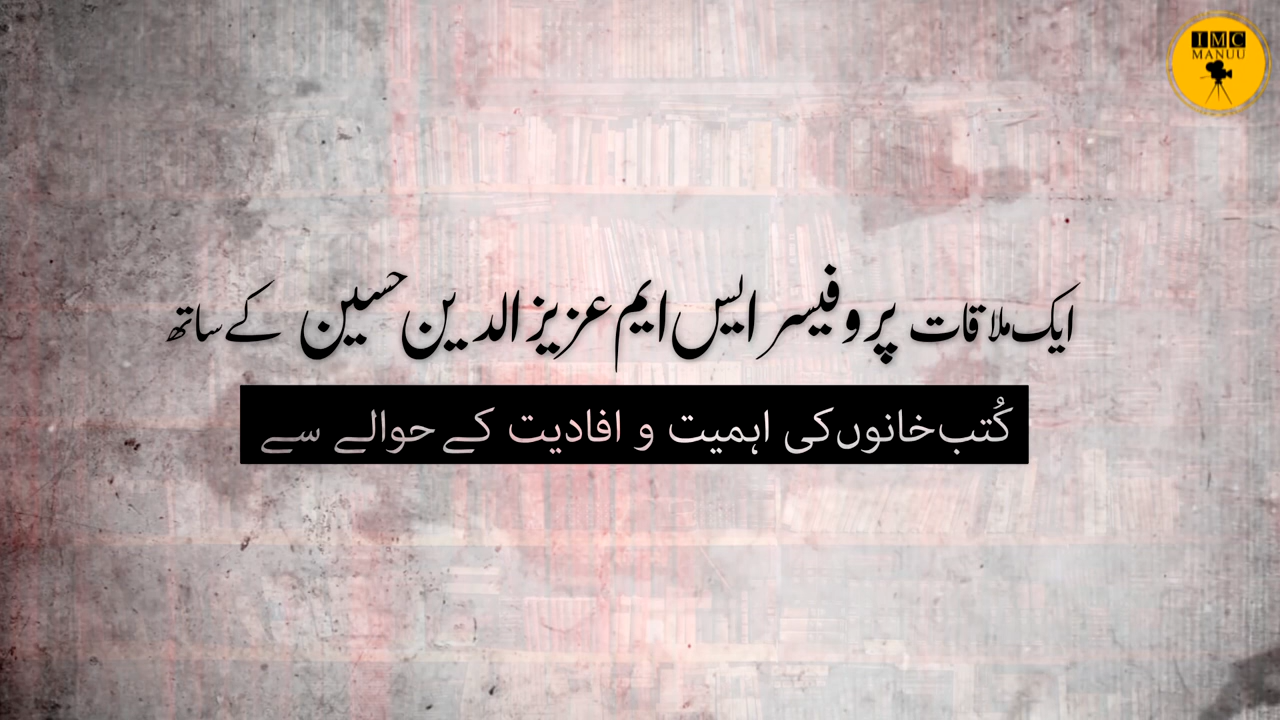 IMC
MANUU
ایک ملاقات پروفیسر ایس ایم عزیز الدین حسین کے ساتھ
کُتب خانوں کی اہمیت و افادیت کے حوالے سے